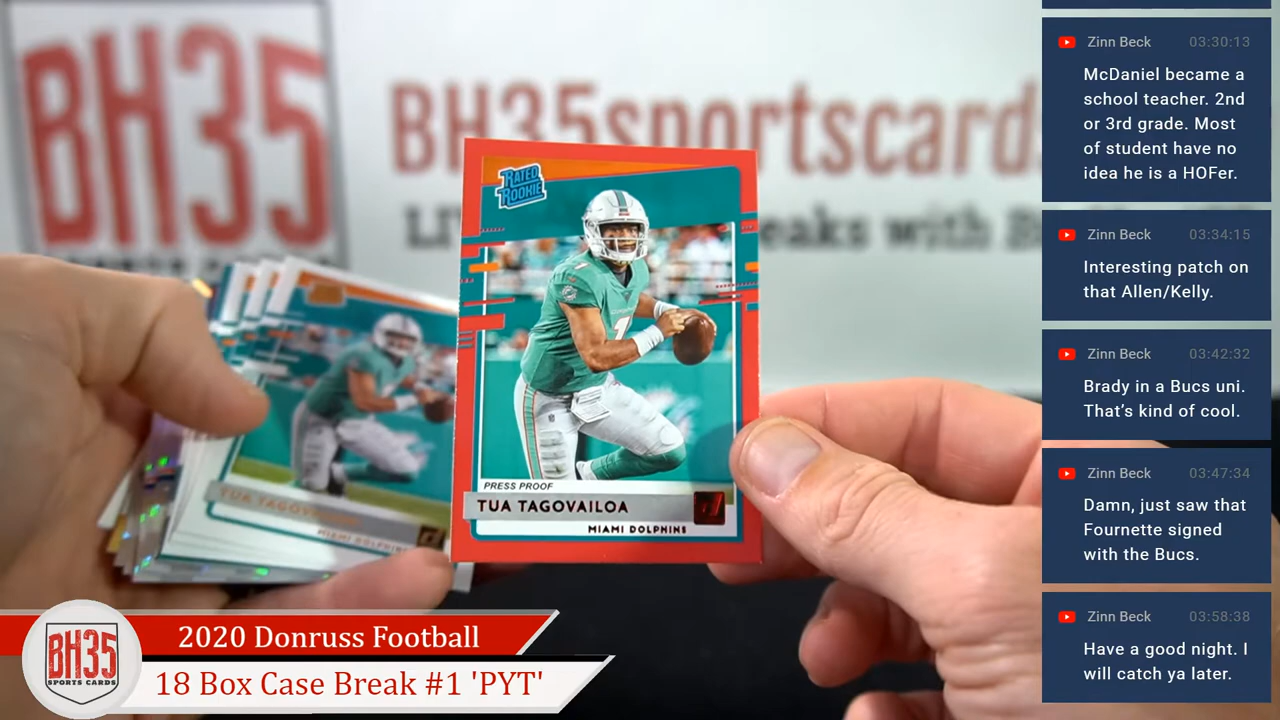 BH35
BH35sportscards
eaks with
RATED
ROOKIE
1
PRESS PROOF
TUA TAGOVAILOA
MIAMI DOLPHINS
TUA TAGOVAILOA
MIAMI DOLPHINS
BH35
SPORTS CARDS
2020 Donruss Football
18 Box Case Break #1 'PYT'
Zinn Beck 03:30:13
McDaniel became a
school teacher. 2nd
or 3rd grade. Most
of student have no
idea he is a HOFer.
Zinn Beck 03:34:15
Interesting patch on
that Allen/Kelly.
Zinn Beck 03:42:32
Brady in a Bucs uni.
That's kind of cool.
Zinn Beck 03:47:34
Damn, just saw that
Fournette signed
with the Bucs.
Zinn Beck 03:58:38
Have a good night. I
will catch ya later.